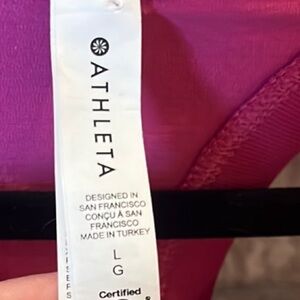 ATHLETA
DESIGNED IN
SAN FRANCISCO
CONÇU À SAN
FRANCISCO
MADE IN TURKEY
L
G
Certified